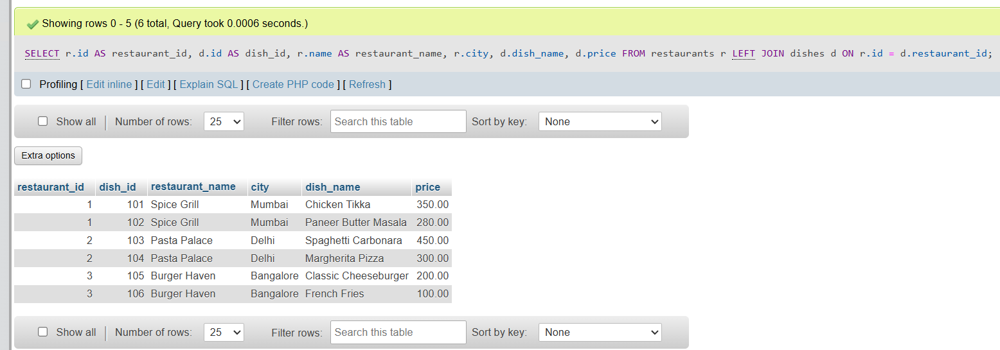 Showing rows 0 - 5 (6 total, Query took 0.0006 seconds.)
SELECT r.id AS restaurant_id, d.id AS dish_id, r.name AS restaurant_name, r.city, d.dish_name, d.price FROM restaurants r LEFT JOIN dishes d ON r.id = d.restaurant_id;
Profiling [ Edit inline ] [ Edit ] [ Explain SQL ] [ Create PHP code ] [ Refresh ]
Show all Number of rows: 25 Filter rows: Search this table Sort by key: None
Extra options
restaurant_id dish_id restaurant_name city dish_name price
1 101 Spice Grill Mumbai Chicken Tikka 350.00
1 102 Spice Grill Mumbai Paneer Butter Masala 280.00
2 103 Pasta Palace Delhi Spaghetti Carbonara 450.00
2 104 Pasta Palace Delhi Margherita Pizza 300.00
3 105 Burger Haven Bangalore Classic Cheeseburger 200.00
3 106 Burger Haven Bangalore French Fries 100.00
Show all Number of rows: 25 Filter rows: Search this table Sort by key: None